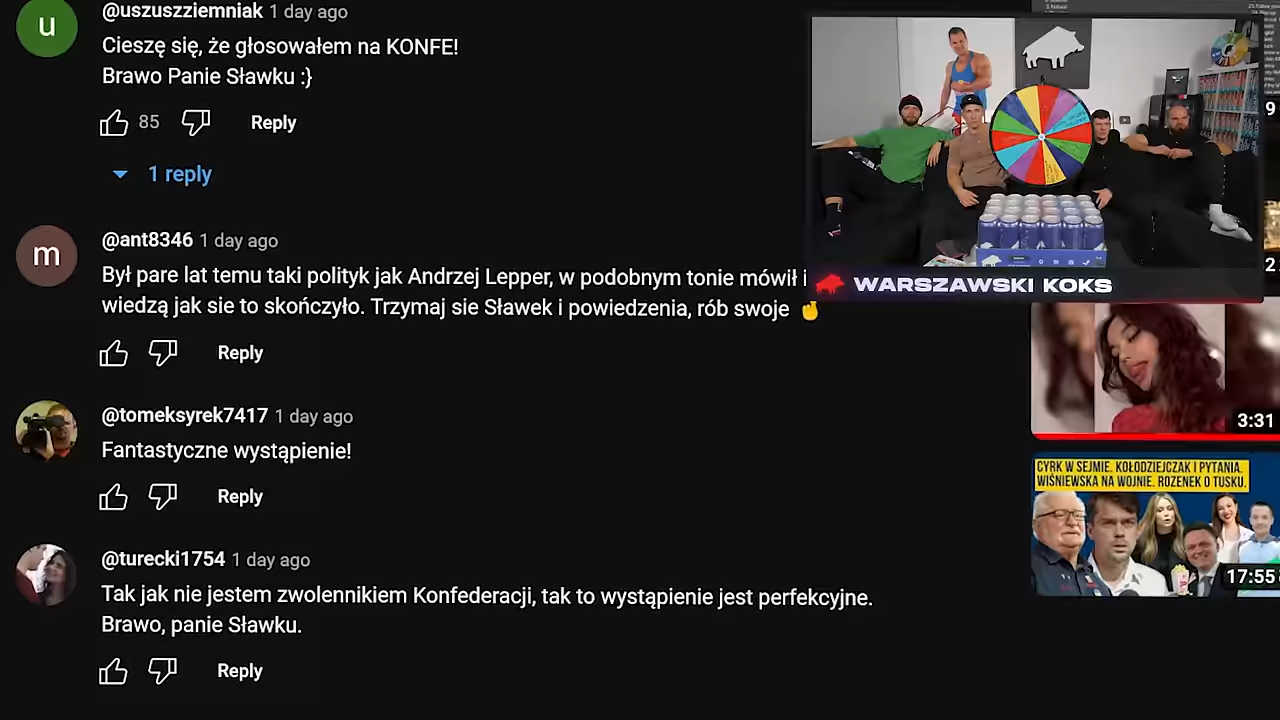 u
@uszuszziemniak 1 day ago
Cieszę się, że głosowałem na KONFE!
Brawo Panie Sławku :}
85
Reply
1 reply
m
@ant8346 1 day ago
Był pare lat temu taki polityk jak Andrzej Lepper, w podobnym tonie mówił i
wiedzą jak sie to skończyło. Trzymaj sie Sławek i powiedzenia, rób swoje
Reply
@tomeksyrek7417 1 day ago
Fantastyczne wystąpienie!
Reply
@turecki1754 1 day ago
Tak jak nie jestem zwolennikiem Konfederacji, tak to wystąpienie jest perfekcyjne.
Brawo, panie Sławku.
Reply
WARSZAWSKI KOKS
9
2
3:31
CYRK W SEJMIE. KOŁODZIEJCZAK I PYTANIA.
WIŚNIEWSKA NA WOJNIE. ROZENEK O TUSKU.
17:55